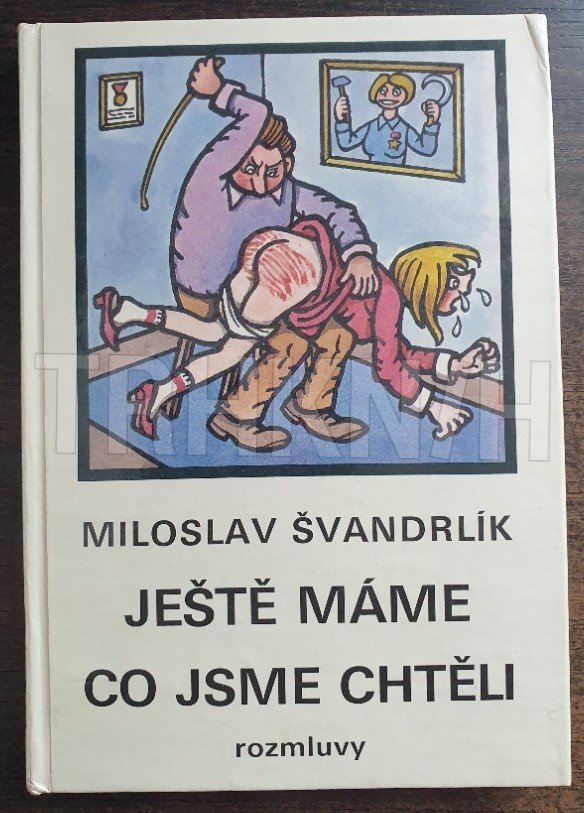 MILOSLAV ŠVANDRLÍK
JEŠTĚ MÁME
CO JSME CHTĚLI
rozmluvy